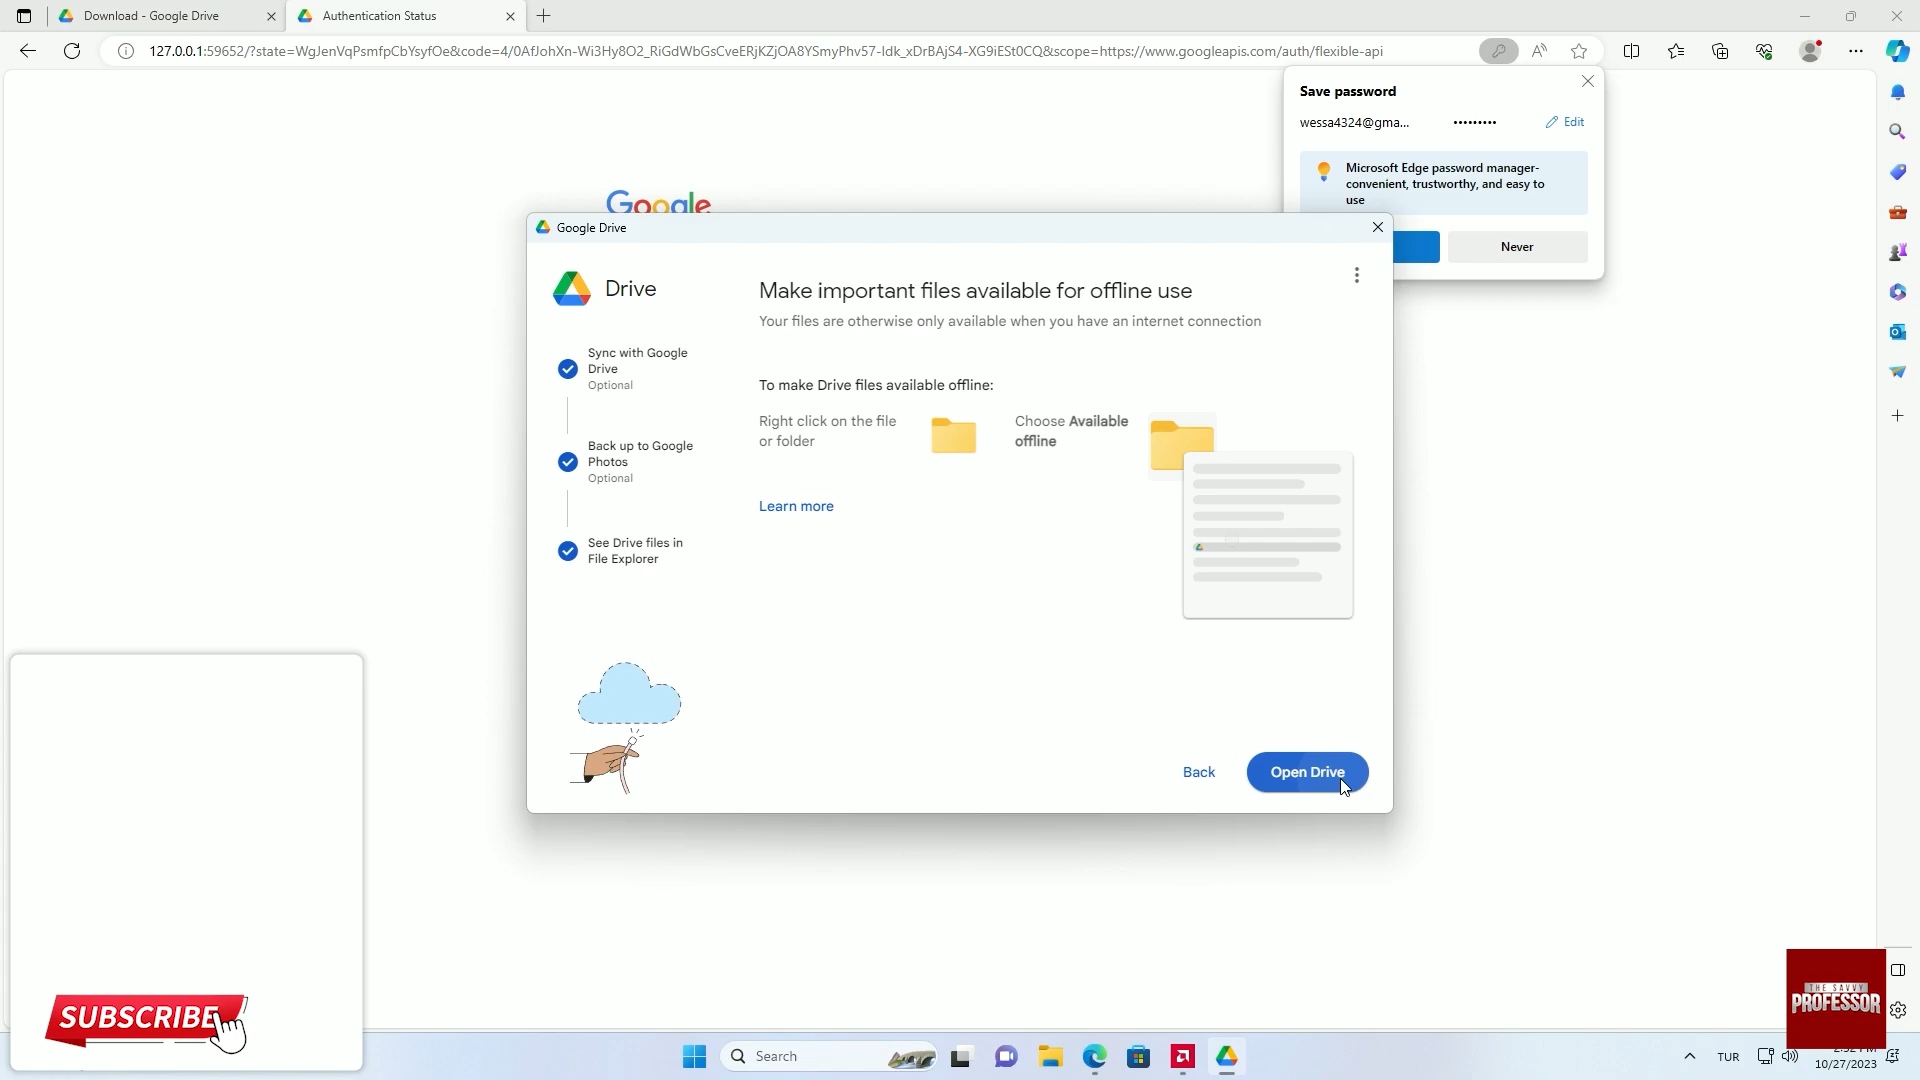 Download - Google Drive
Authentication Status
127.0.0.1:59652/?state=WgJenVqPsmfpCbYsyfOe&code=4/0AfJohXn-Wi3Hy8O2_RiGdWbGsCveERjKZjOA8YSmyPhv57-Idk_xDrBAjS4-XG9iESt0CQ&scope=https://www.googleapis.com/auth/flexible-api
Save password
wessa4324@gma...
Edit
Microsoft Edge password manager-
convenient, trustworthy, and easy to
use
Never
Google
Google Drive
Drive
Make important files available for offline use
Your files are otherwise only available when you have an internet connection
Sync with Google
Drive
Optional
Back up to Google
Photos
Optional
See Drive files in
File Explorer
To make Drive files available offline:
Right click on the file
or folder
Choose Available
offline
Learn more
Back
Open Drive
SUBSCRIBE
THE SAVVY
PROFESSOR
Search
TUR
10/27/2023